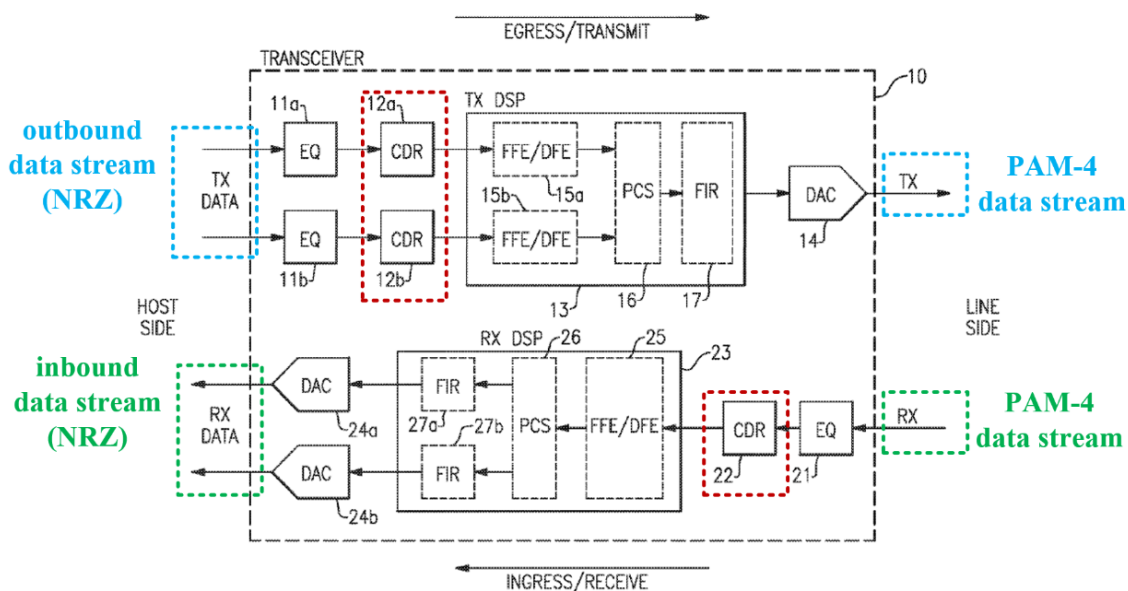 EGRESS/TRANSMIT
TRANSCEIVER
10
outbound
data stream
(NRZ)
TX
DATA
11a
EQ
12a
CDR
TX DSP
FFE/DFE
15a
15b
FFE/DFE
PCS
FIR
DAC
14
TX
PAM-4
data stream
EQ
11b
CDR
12b
13
16
17
HOST
SIDE
LINE
SIDE
inbound
data stream
(NRZ)
RX
DATA
DAC
24a
DAC
24b
RX DSP
26
25
23
FIR
27a
27b
FIR
PCS
FFE/DFE
CDR
22
EQ
21
RX
PAM-4
data stream
INGRESS/RECEIVE